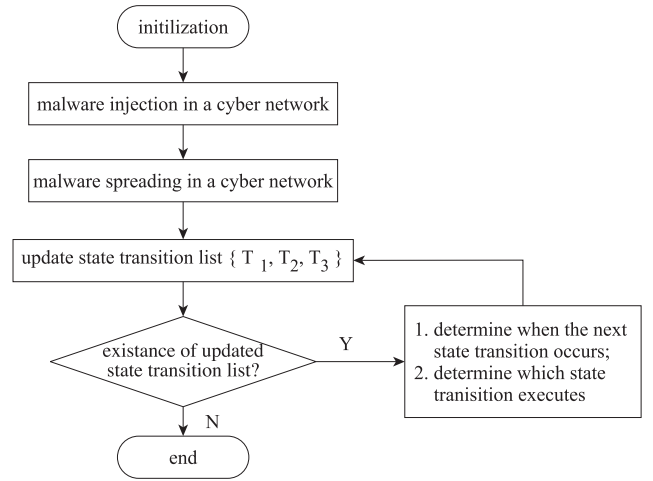 initilization
malware injection in a cyber network
malware spreading in a cyber network
update state transition list { T 1, T2, T3 }
existance of updated
state transition list?
Y
1. determine when the next
state transition occurs;
2. determine which state
tranisition executes
N
end